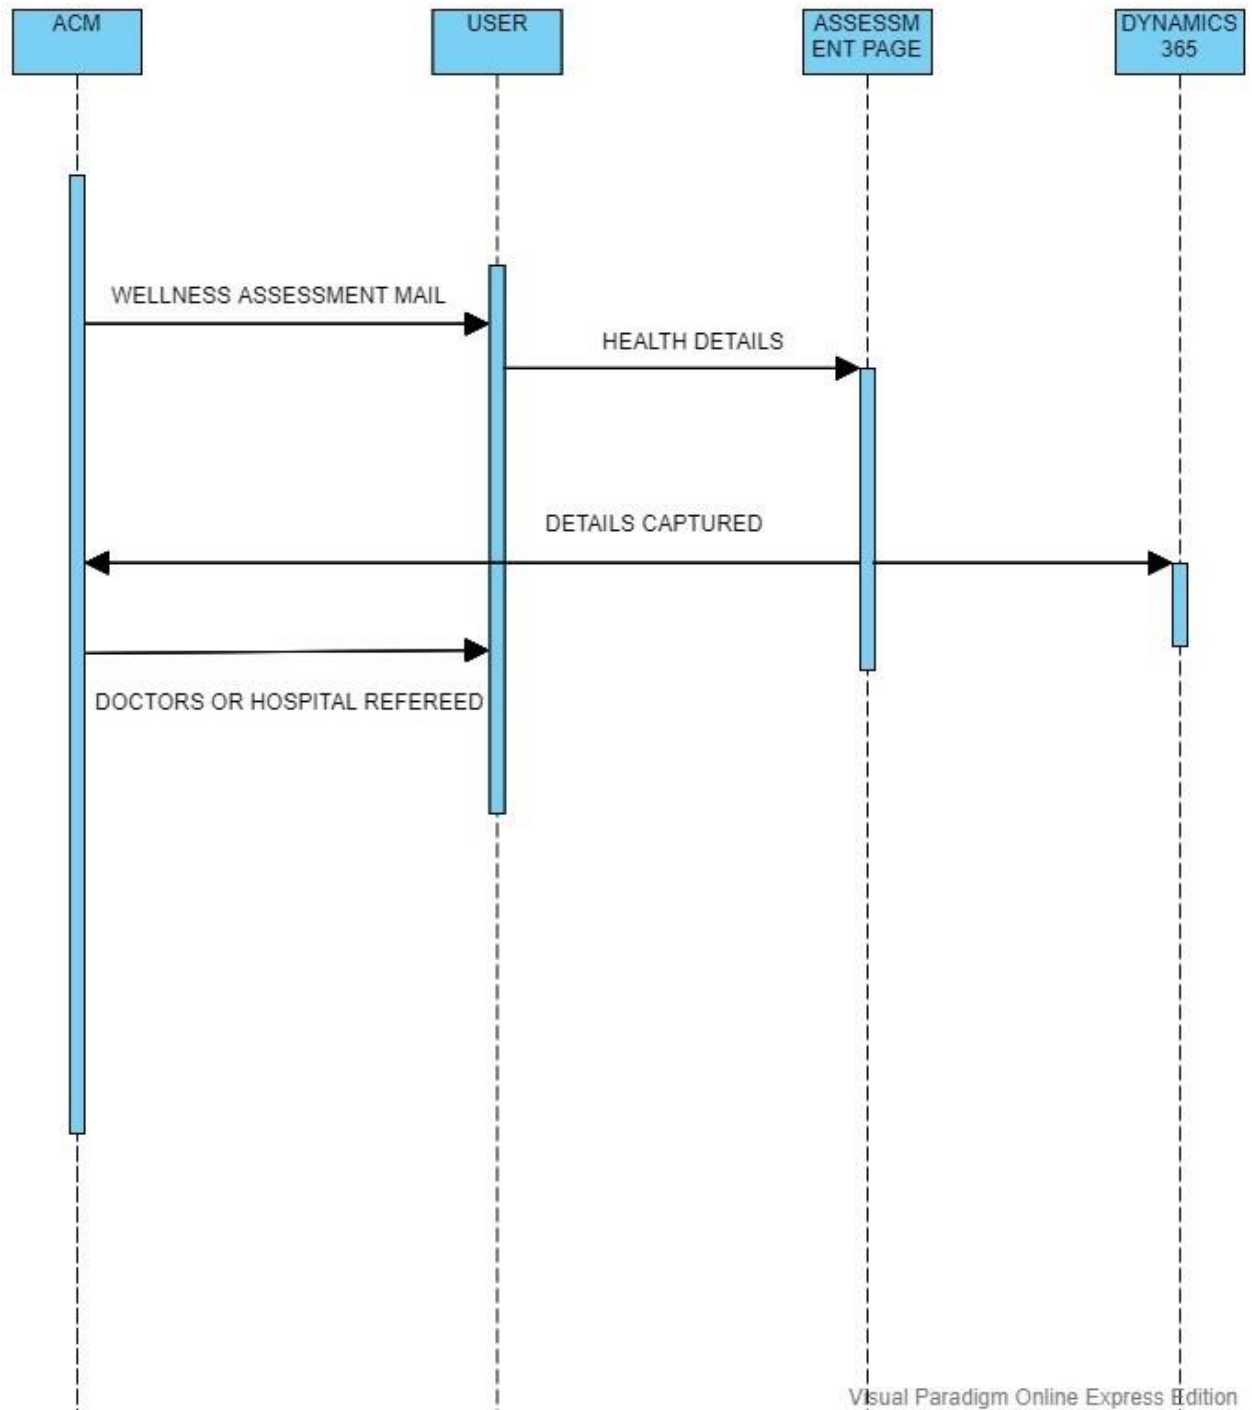 ACM
USER
ASSESSM
ENT PAGE
DYNAMICS
365
WELLNESS ASSESSMENT MAIL
HEALTH DETAILS
DETAILS CAPTURED
DOCTORS OR HOSPITAL REFEREED
Visual Paradigm Online Express Edition